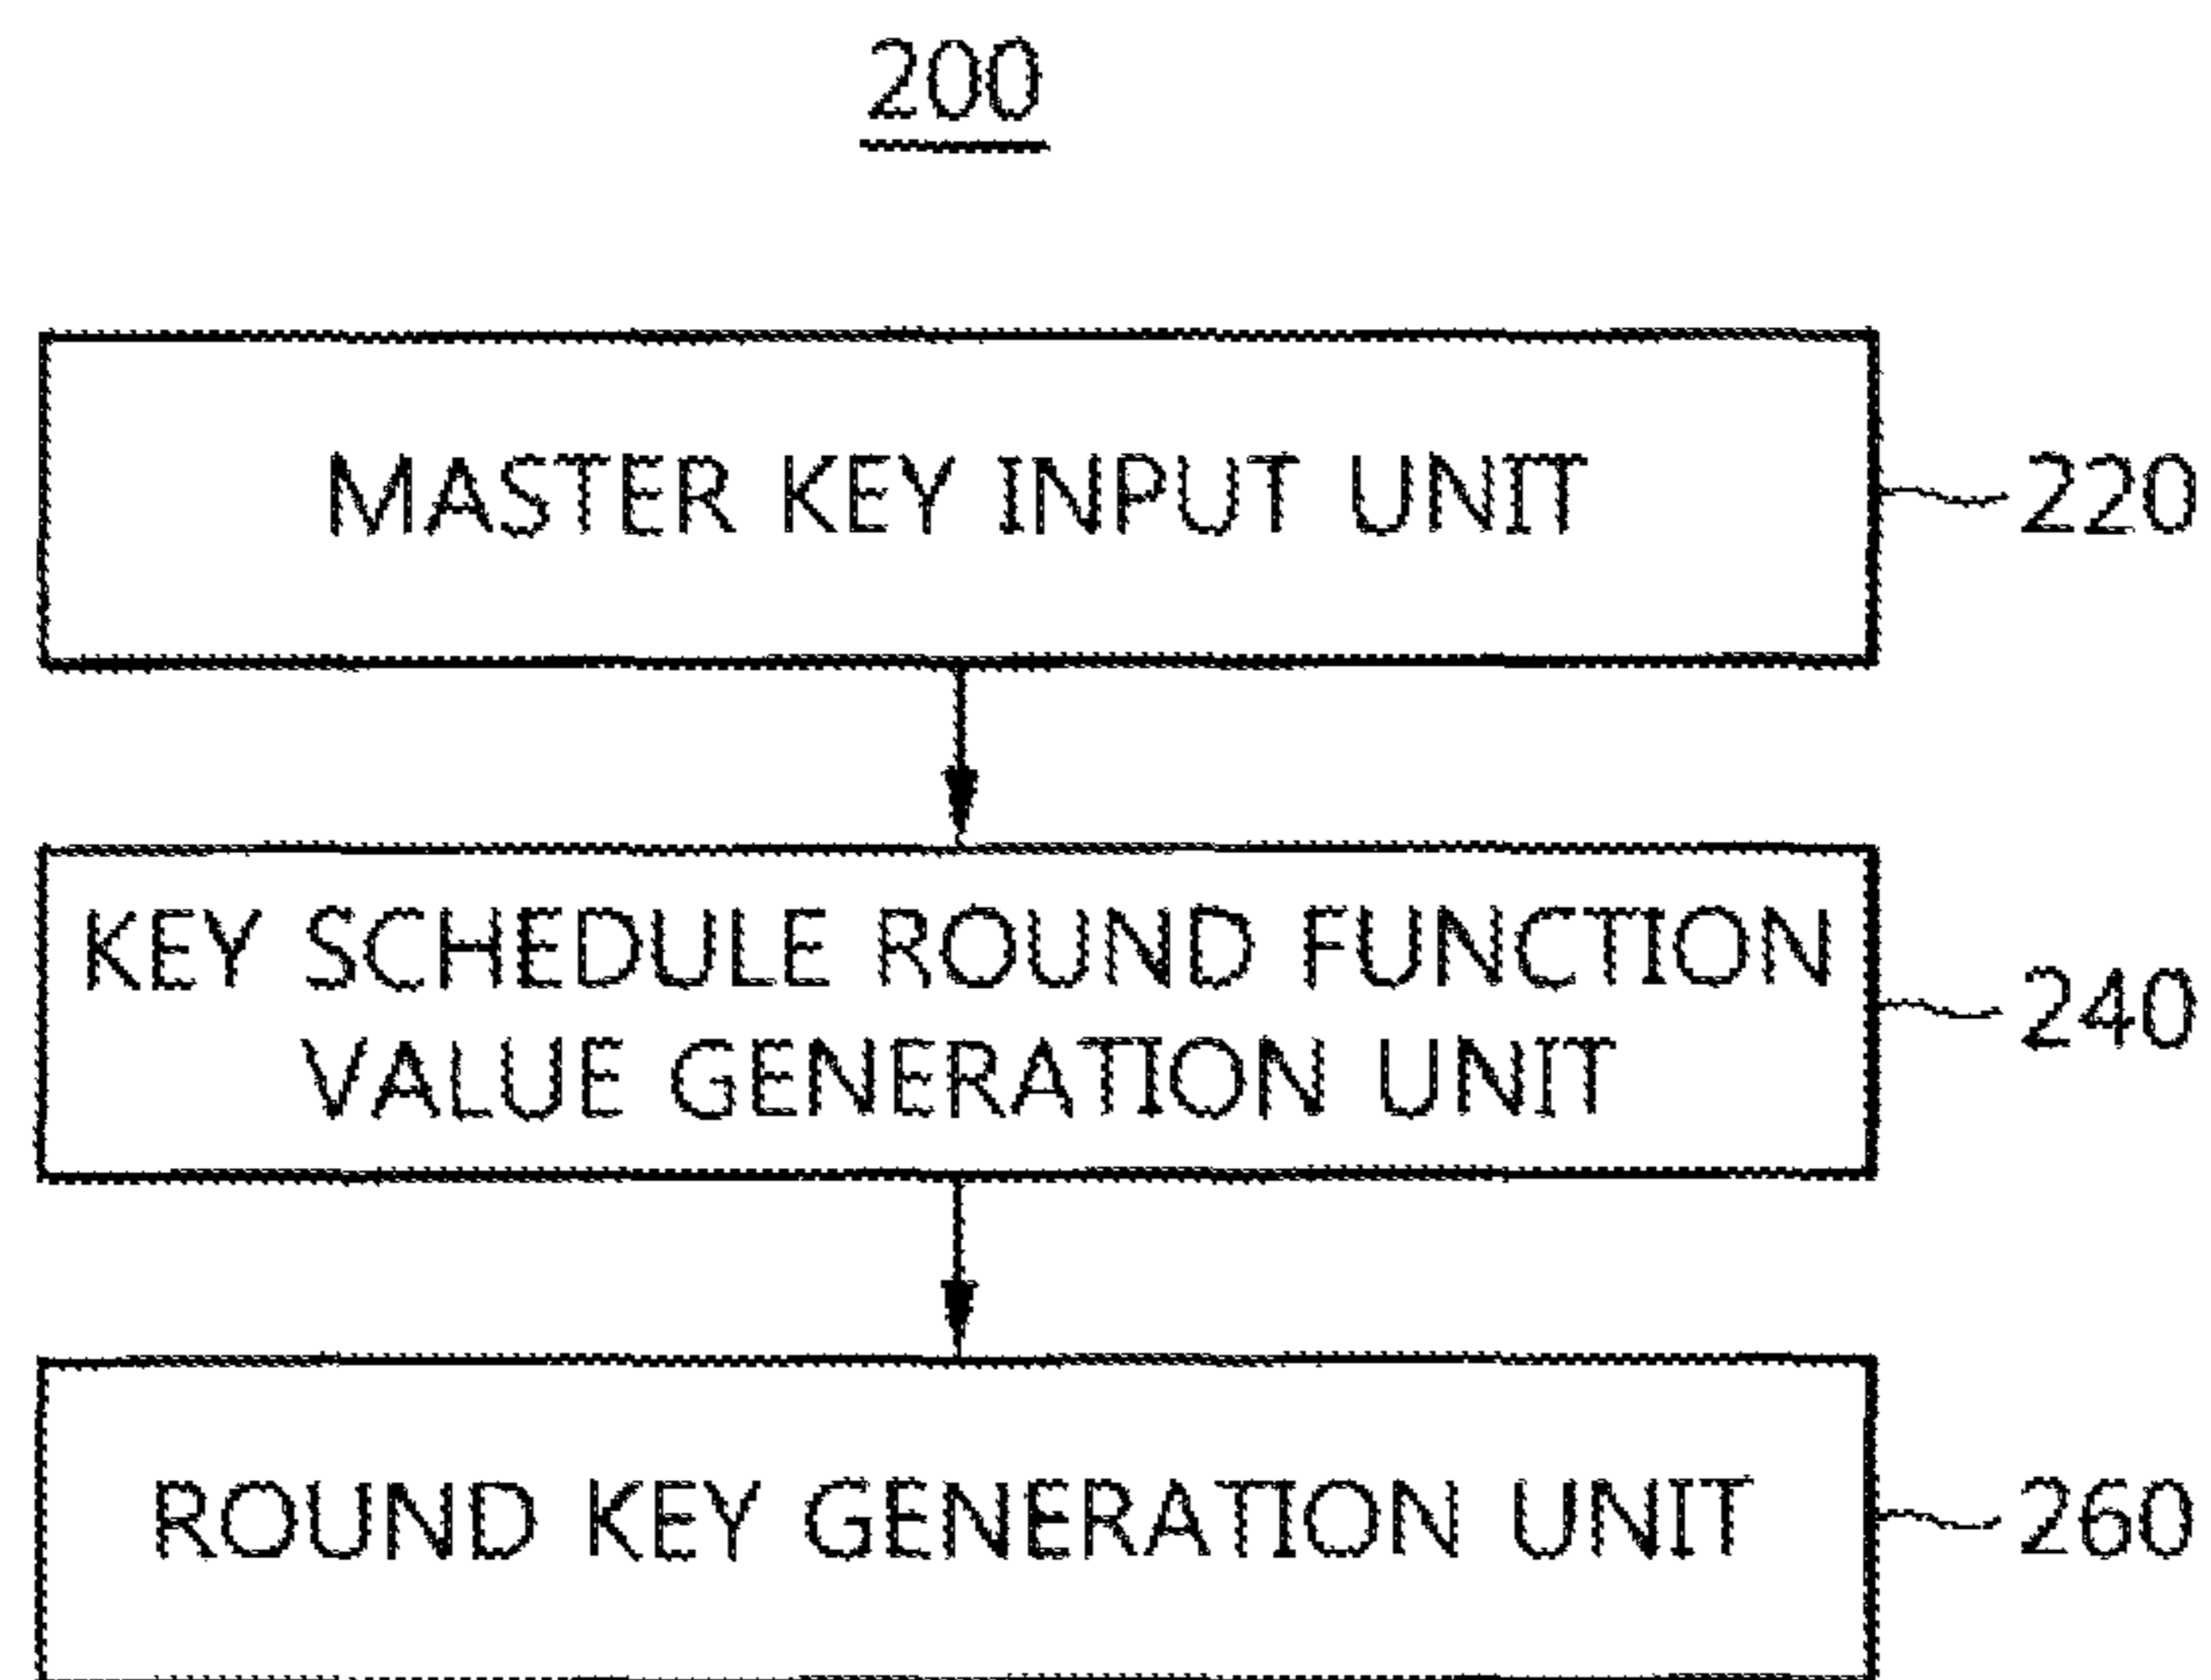 200
MASTER KEY INPUT UNIT
220
KEY SCHEDULE ROUND FUNCTION
VALUE GENERATION UNIT
240
ROUND KEY GENERATION UNIT
260